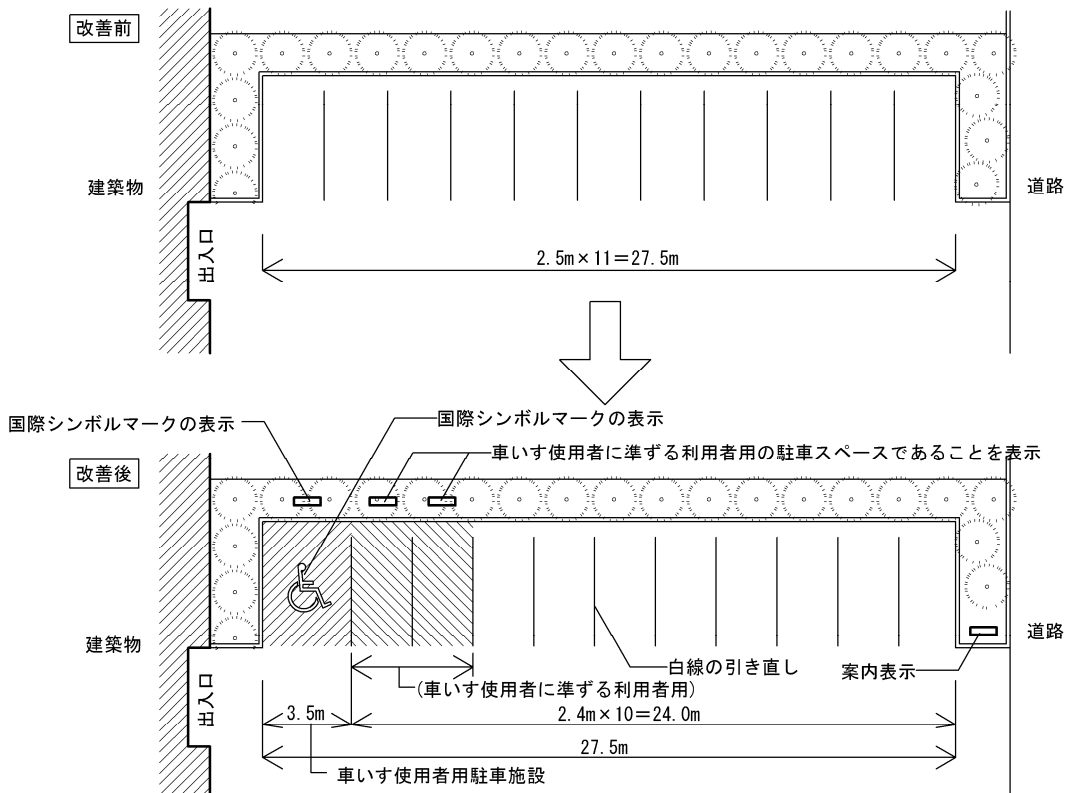 改善前
建築物
道路
出入口
2.5m×11＝27.5m
国際シンボルマークの表示
国際シンボルマークの表示
車いす使用者に準ずる利用者用の駐車スペースであることを表示
改善後
建築物
道路
出入口
白線の引き直し
案内表示
(車いす使用者に準ずる利用者用)
3.5m
2.4m×10＝24.0m
27.5m
車いす使用者用駐車施設